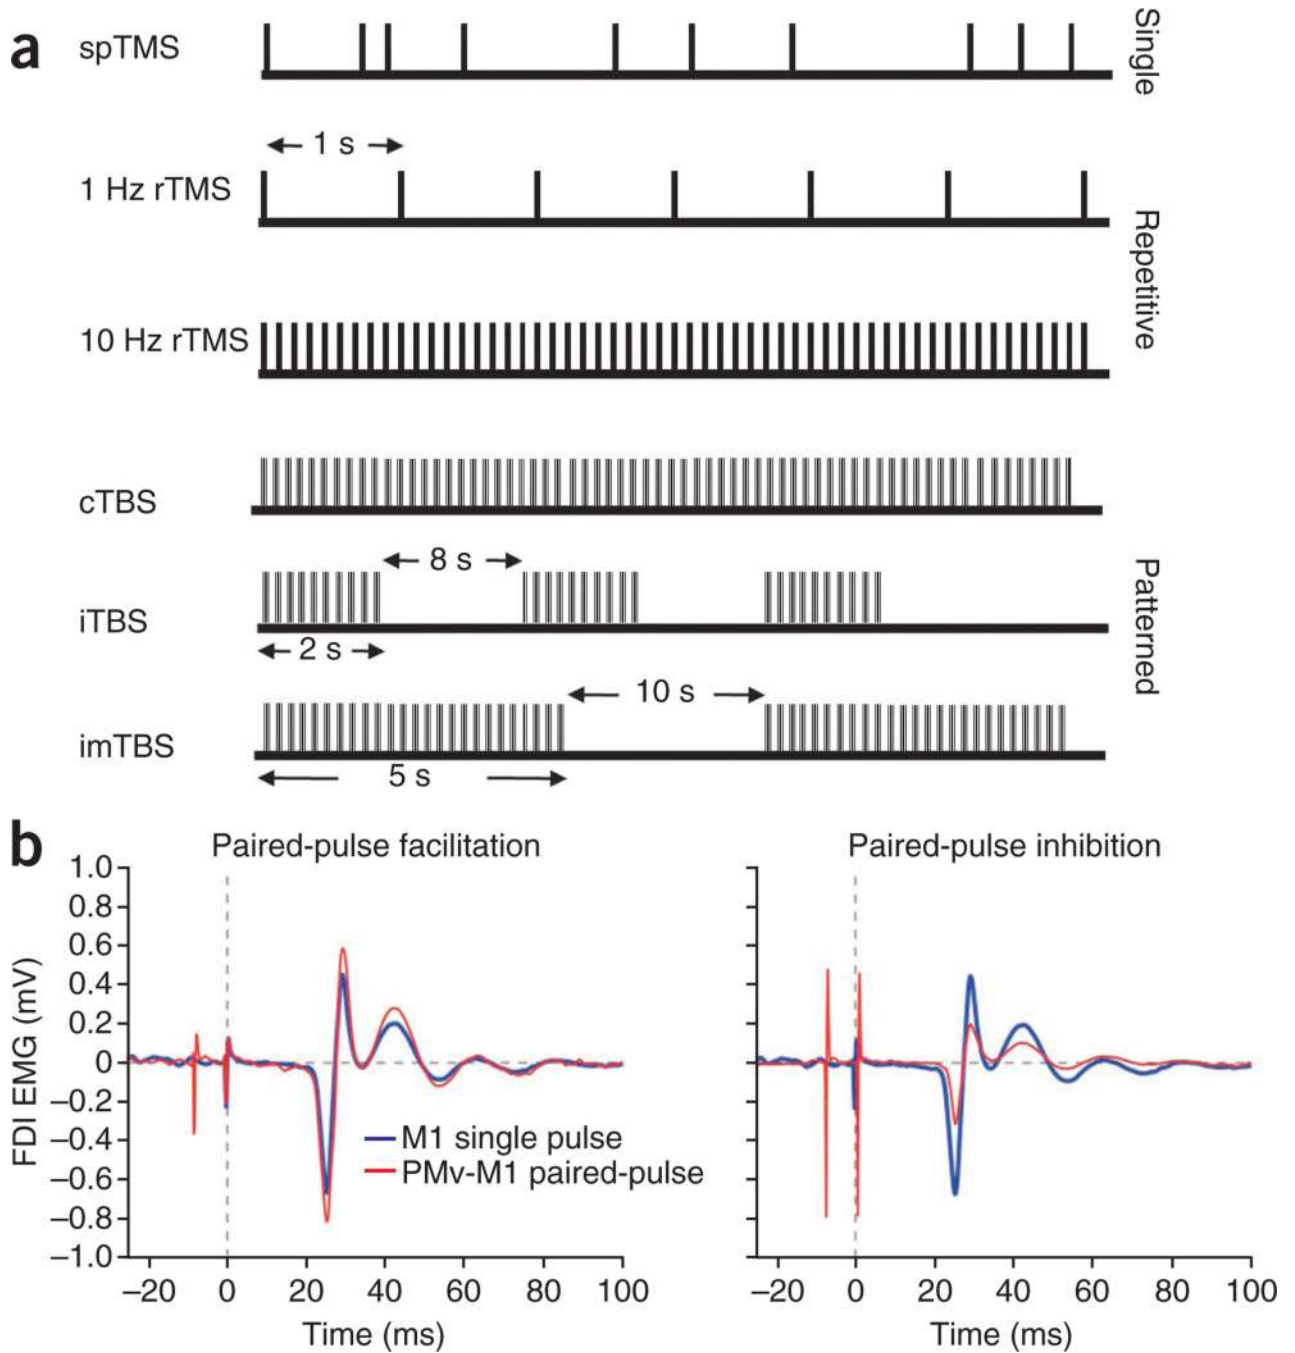 a
spTMS
Single
1 s
1 Hz rTMS
Repetitive
10 Hz rTMS
cTBS
8 s
iTBS
2 s
Patterned
10 s
imTBS
5 s
b
Paired-pulse facilitation
FDI EMG (mV)
1.0
0.8
0.6
0.4
0.2
0
–0.2
–0.4
–0.6
–0.8
–1.0
M1 single pulse
PMv-M1 paired-pulse
–20 0 20 40 60 80 100
Time (ms)
Paired-pulse inhibition
–20 0 20 40 60 80 100
Time (ms)